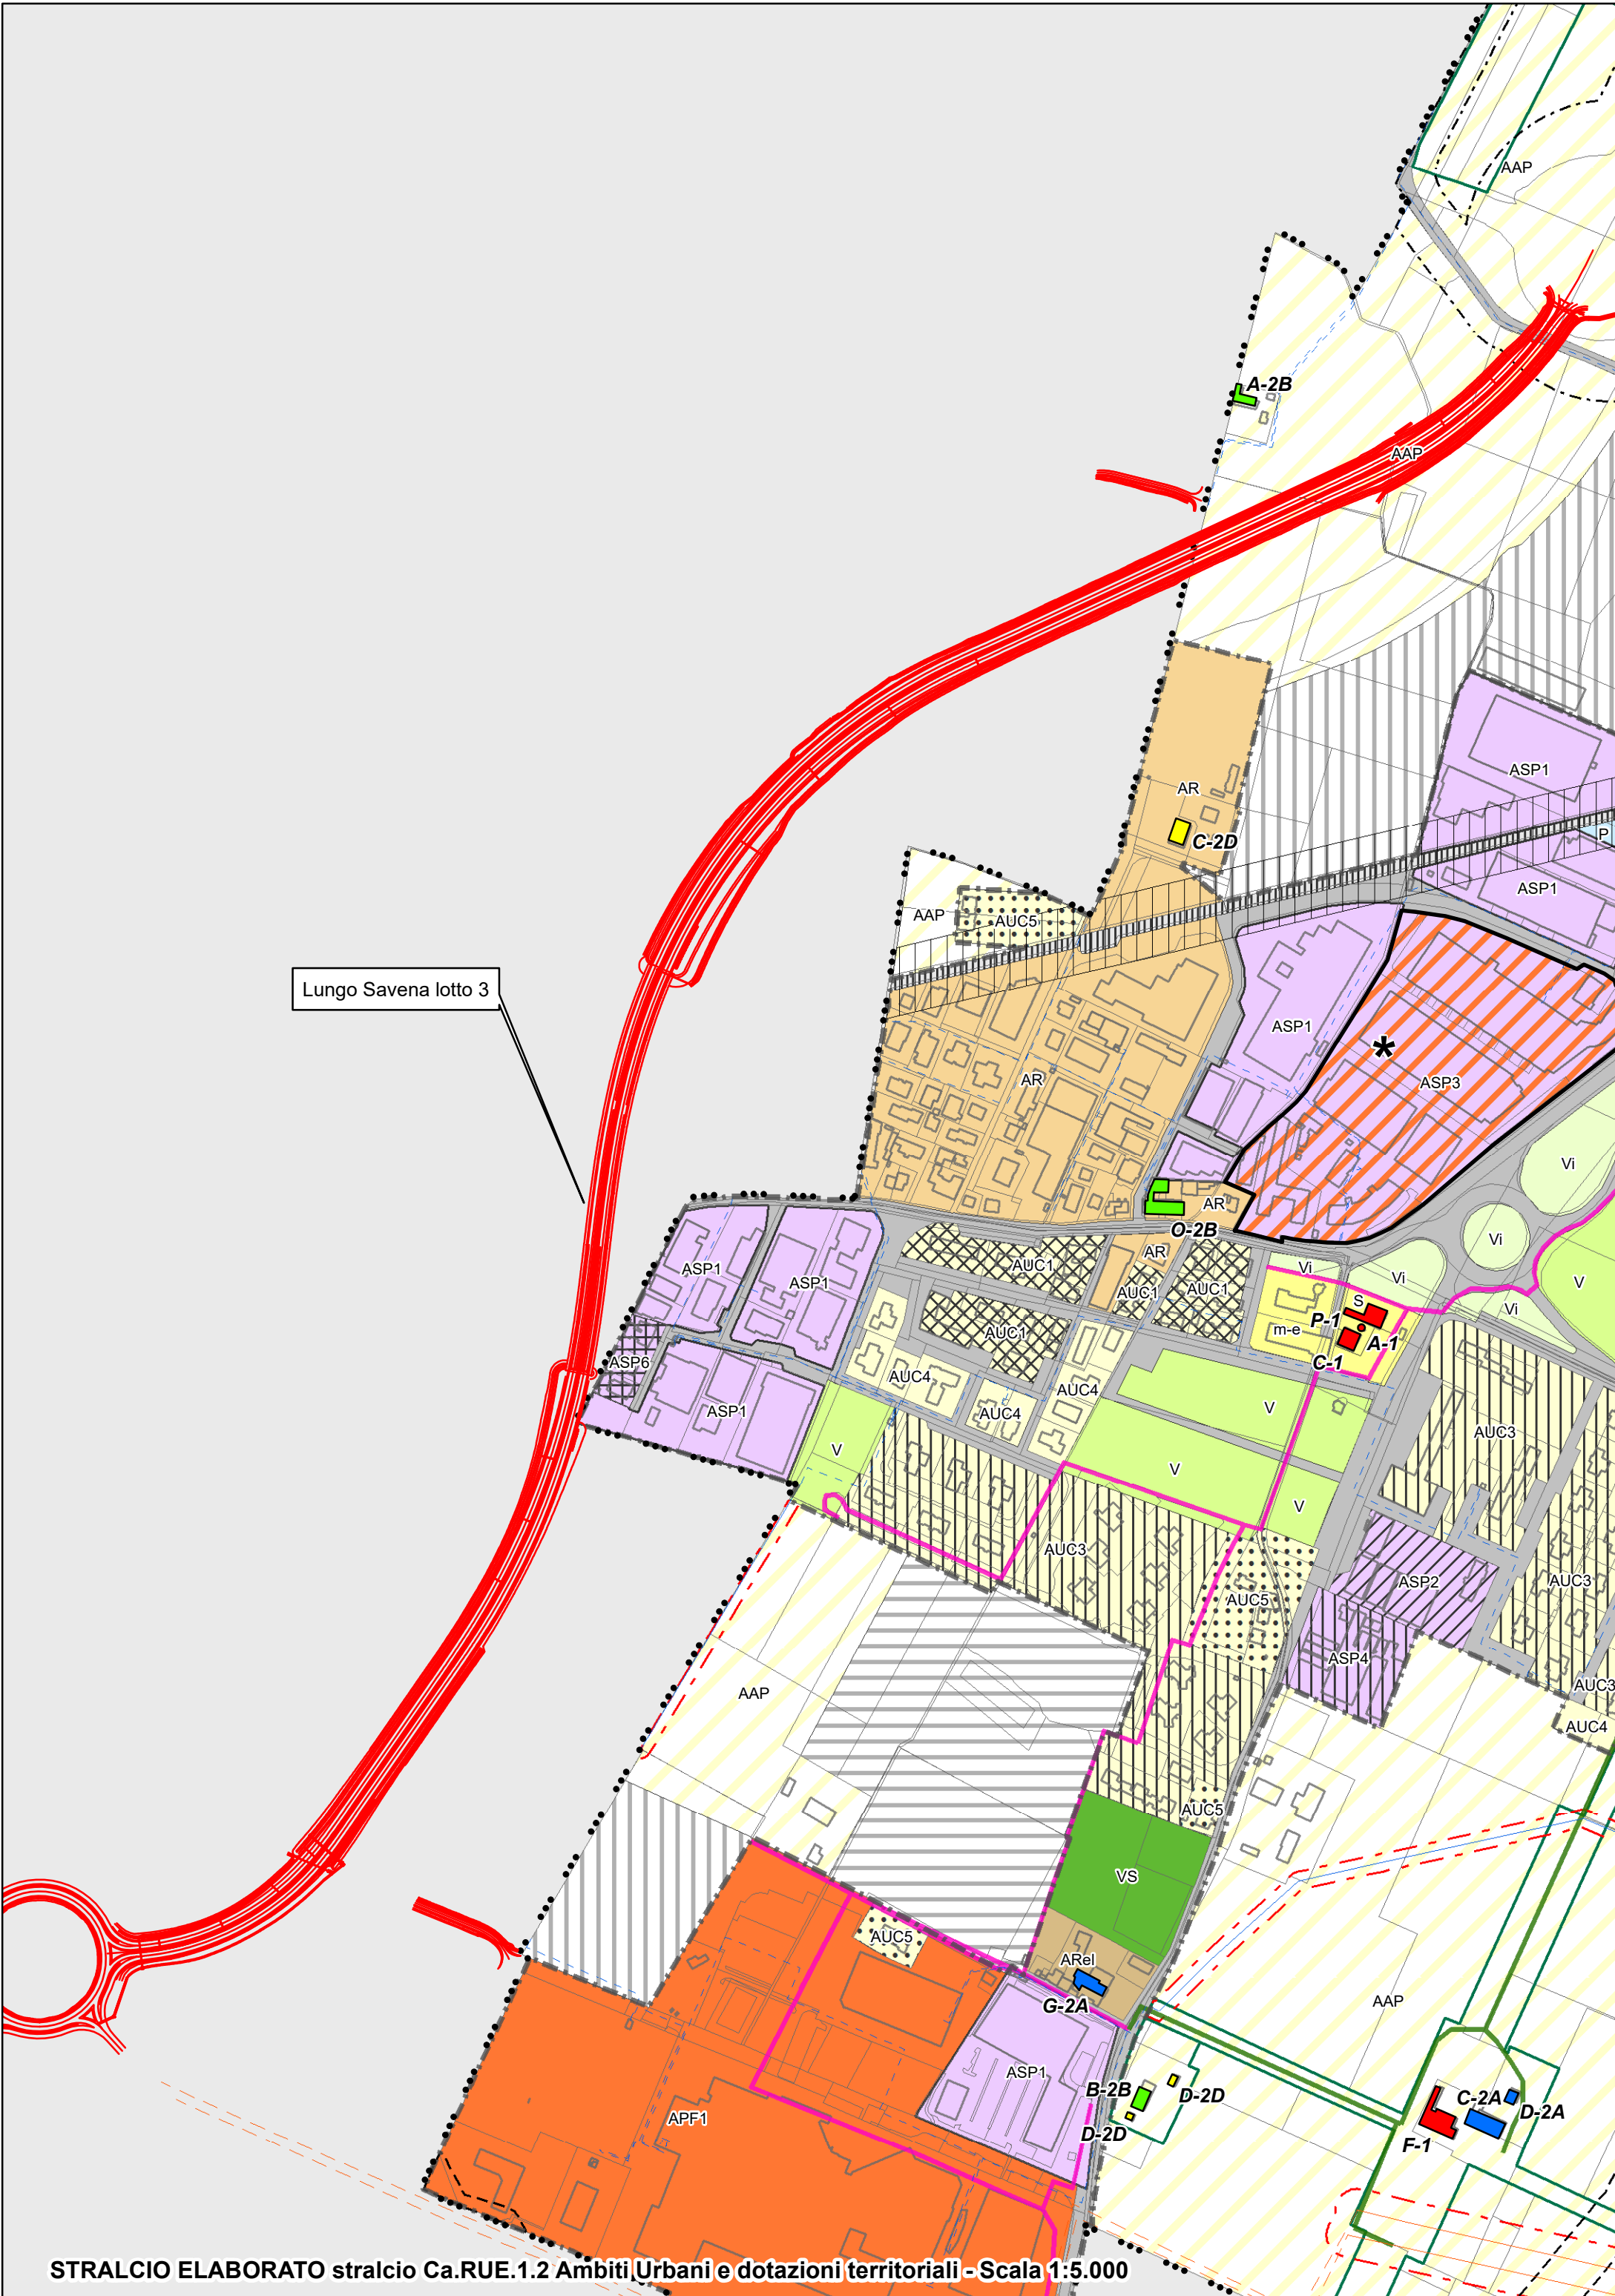 AAP
A-2B
AAP
ASP1
AR
C-2D
P
ASP1
AAP
AUC5
Lungo Savena lotto 3
ASP1
*
AR
ASP3
Vi
AR
O-2B
Vi
AR
AUC1
ASP1
ASP1
Vi
Vi
V
AUC1
AUC1
S
Vi
P-1
m-e
A-1
AUC1
C-1
ASP6
AUC4
AUC4
ASP1
AUC4
V
V
AUC3
V
V
AUC3
ASP2
AUC3
AUC5
ASP4
AUC3
AAP
AUC4
AUC5
VS
AUC5
ARel
G-2A
AAP
ASP1
B-2B
D-2D
C-2A
D-2A
APF1
D-2D
F-1
STRALCIO ELABORATO stralcio Ca.RUE.1.2 Ambiti Urbani e dotazioni territoriali - Scala 1:5.000